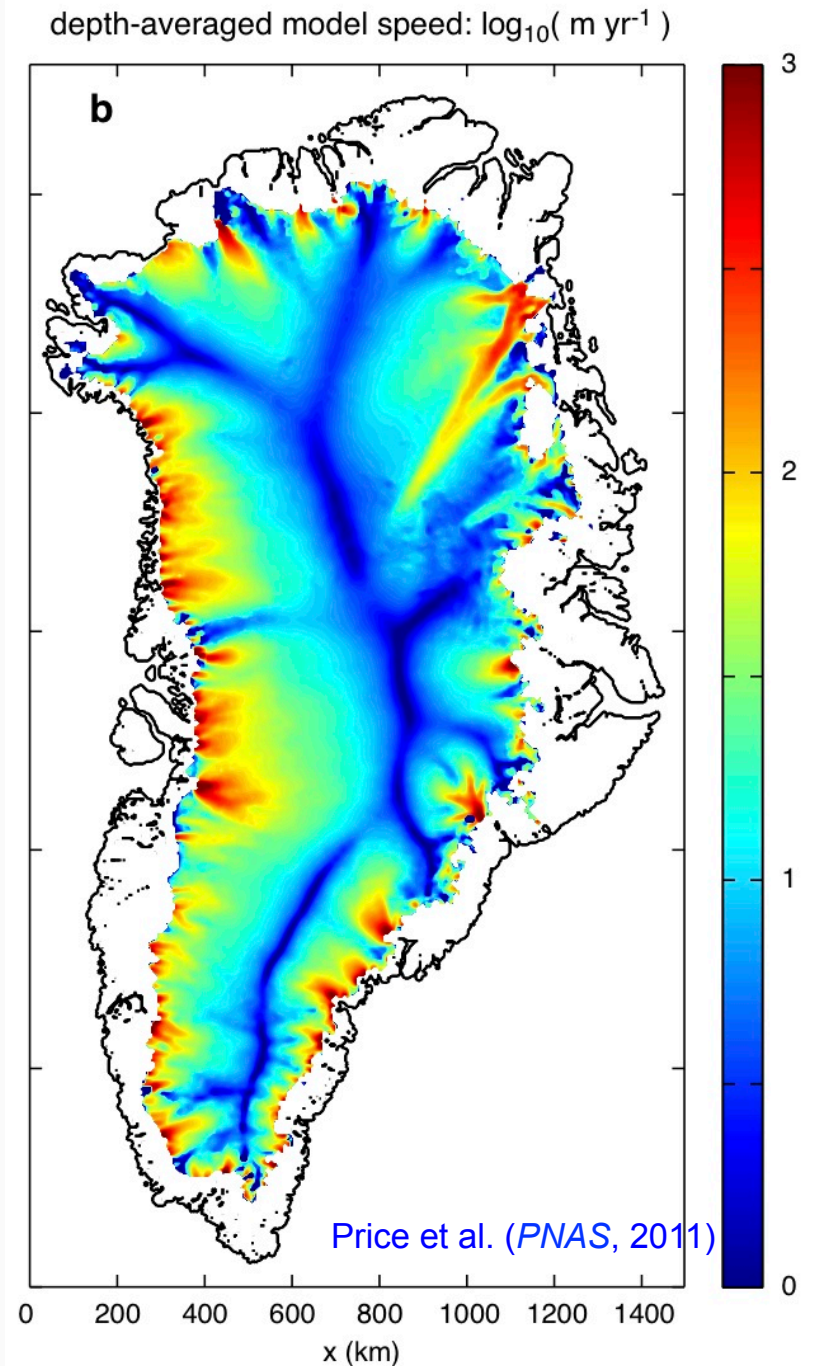 depth-averaged model speed: log₁₀( m yr⁻¹ )
b
3
2
1
0
Price et al. (PNAS, 2011)
0 200 400 600 800 1000 1200 1400
x (km)